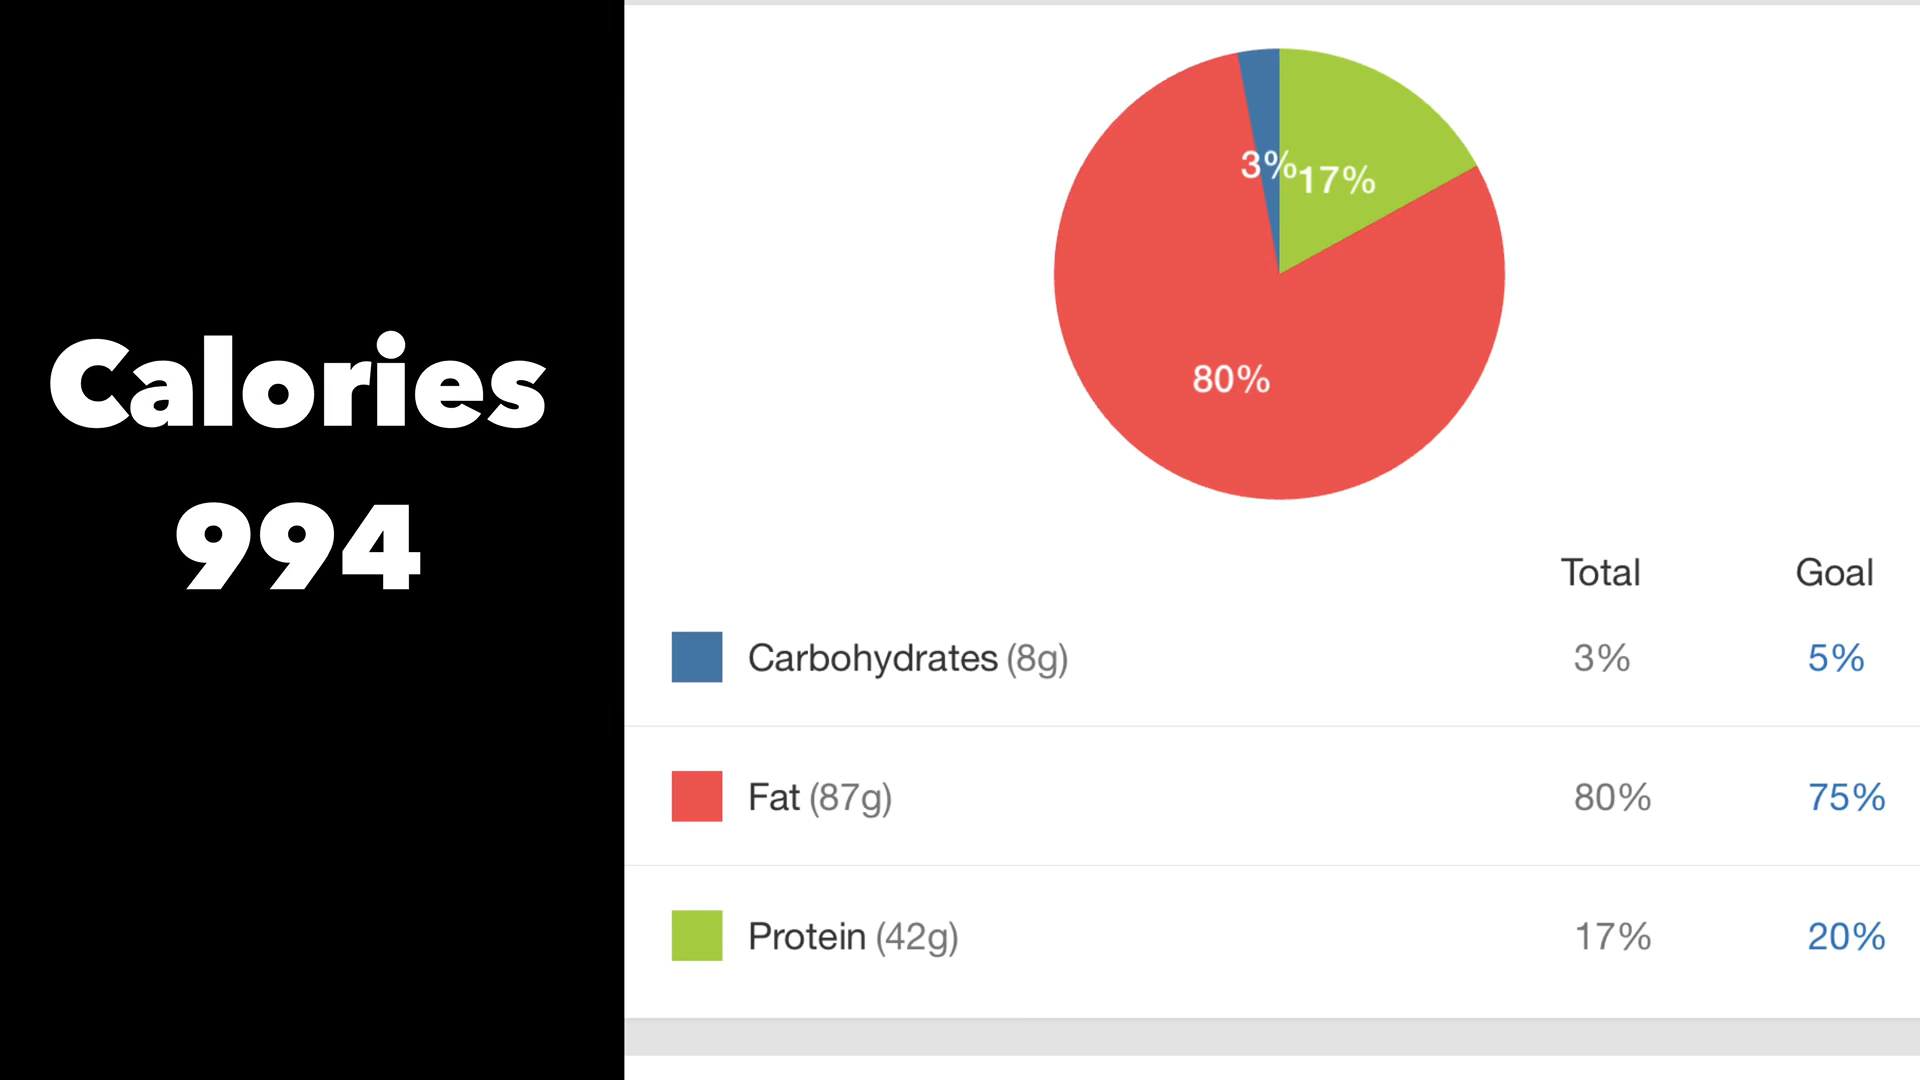 Calories
994
3%
17%
80%
Total Goal
Carbohydrates (8g) 3% 5%
Fat (87g) 80% 75%
Protein (42g) 17% 20%